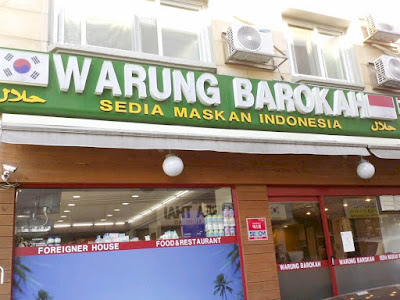 WARUNG BAROKAH
حلال SEDIA MASKAN INDONESIA حلال
FOREIGNER HOUSE FOOD&RESTAURANT
WARUNG BAROKAH WARUNG BAROKAH